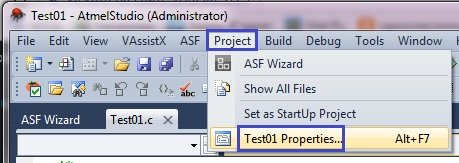 Test01 - AtmelStudio (Administrator)
File Edit View VAssistX ASF Project Build Debug Tools Window
ASF Wizard
Show All Files
Set as StartUp Project
ASF Wizard Test01.c
Test01 Properties... Alt+F7